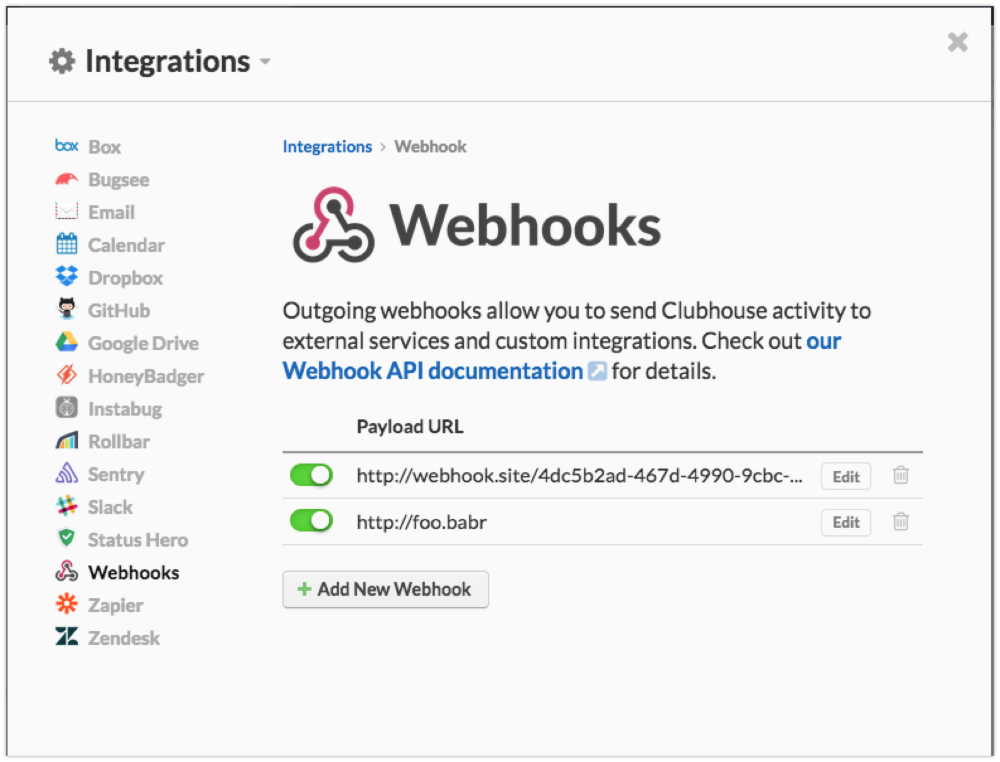 Integrations
box Box
Bugsee
Email
Calendar
Dropbox
GitHub
Google Drive
HoneyBadger
Instabug
Rollbar
Sentry
Slack
Status Hero
Webhooks
Zapier
Zendesk
Integrations > Webhook
Webhooks
Outgoing webhooks allow you to send Clubhouse activity to
external services and custom integrations. Check out our
Webhook API documentation for details.
Payload URL
http://webhook.site/4dc5b2ad-467d-4990-9cbc-... Edit
http://foo.babr Edit
+ Add New Webhook